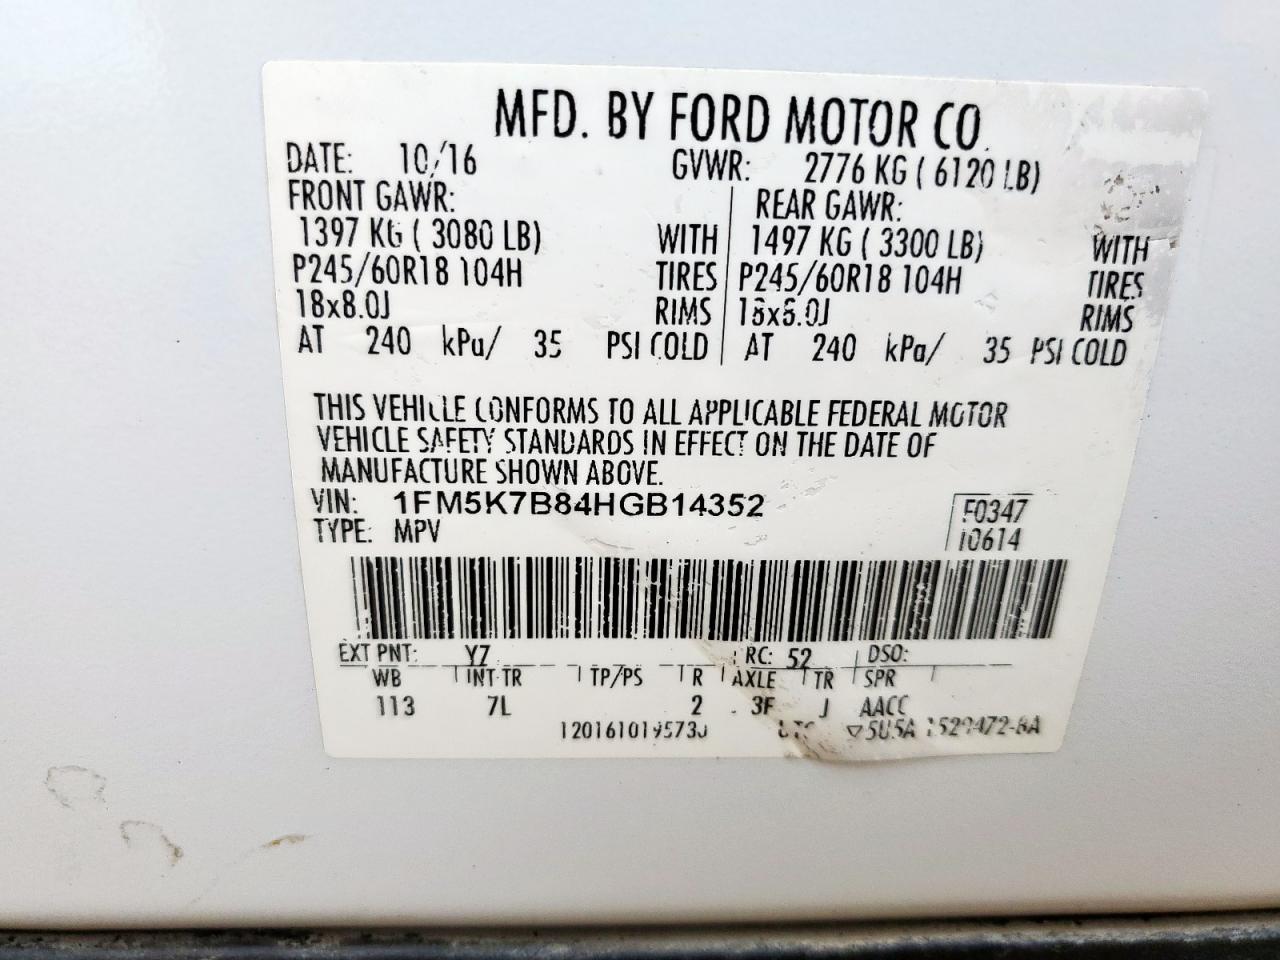 MFD. BY FORD MOTOR CO.
DATE: 10/16 GVWR: 2776 KG ( 6120 LB)
FRONT GAWR: REAR GAWR:
1397 KG ( 3080 LB) WITH 1497 KG ( 3300 LB) WITH
P245/60R18 104H TIRES P245/60R18 104H TIRES
18x8.0J RIMS 18x8.0J RIMS
AT 240 kPa/ 35 PSI COLD AT 240 kPa/ 35 PSI COLD
THIS VEHICLE CONFORMS TO ALL APPLICABLE FEDERAL MOTOR
VEHICLE SAFETY STANDARDS IN EFFECT ON THE DATE OF
MANUFACTURE SHOWN ABOVE.
VIN: 1FM5K7B84HGB14352 F0347
TYPE: MPV 10614
EXT PNT: YZ RC: 52 DSO:
WB INT TR TP/PS R AXLE TR SPR
113 7L 2 3F J AACC